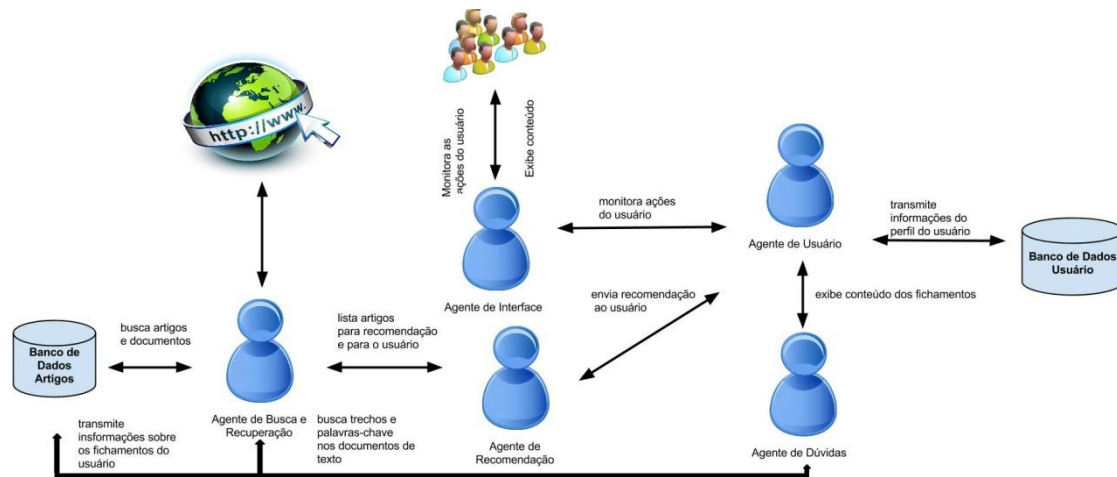 http://www.
Monitora as
ações do usuário
Exibe conteúdo
monitora ações
do usuário
Agente de Usuário
transmite
informações do
perfil do usuário
Banco de Dados
Usuário
Agente de Interface
envia recomendação
ao usuário
exibe conteúdo dos fichamentos
Banco de
Dados
Artigos
busca artigos
e documentos
lista artigos
para recomendação
e para o usuário
Agente de Busca e
Recuperação
transmite
insformações sobre
os fichamentos do
usuário
busca trechos e
palavras-chave
nos documentos de
texto
Agente de
Recomendação
Agente de Dúvidas